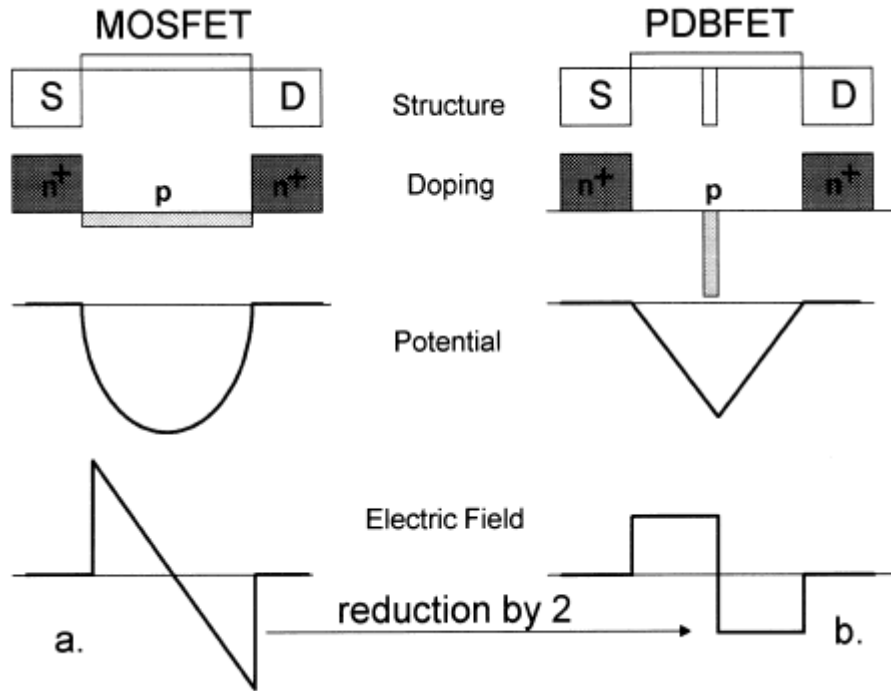 MOSFET
PDBFET
S
D
Structure
S
D
n+
p
n+
Doping
n+
p
n+
Potential
Electric Field
reduction by 2
a.
b.